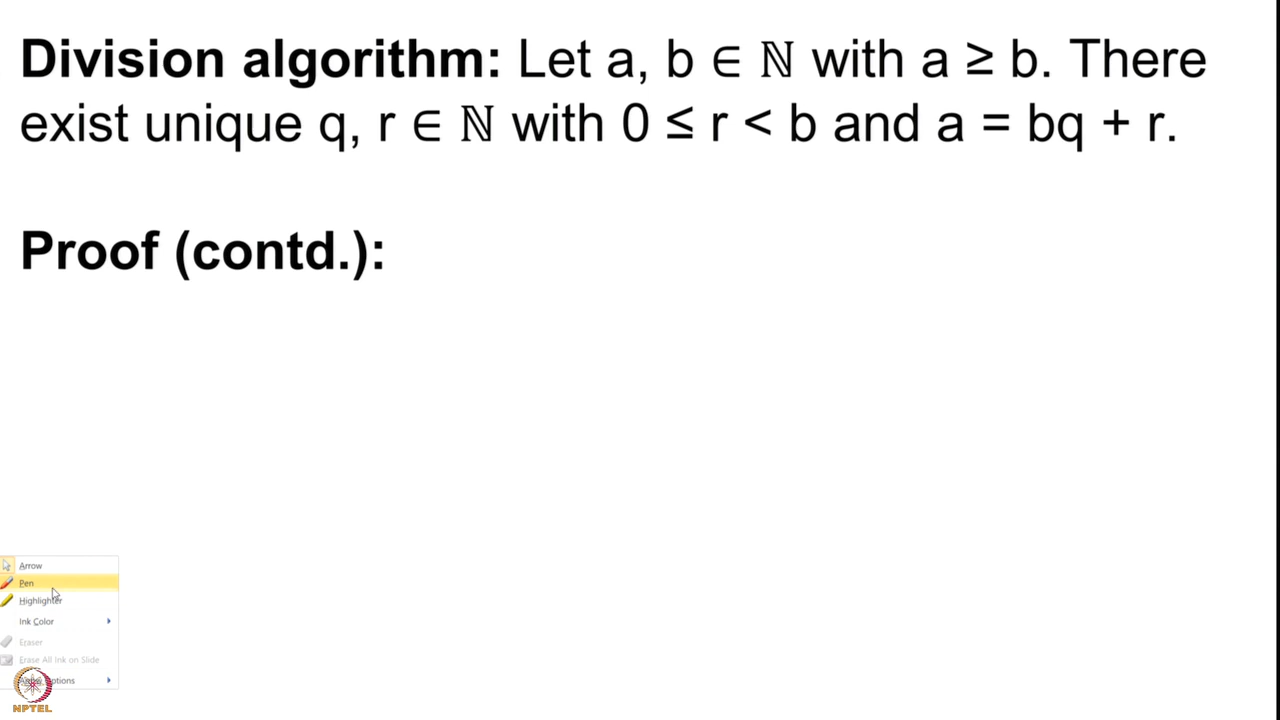 Division algorithm: Let a, b ∈ ℕ with a ≥ b. There
exist unique q, r ∈ ℕ with 0 ≤ r < b and a = bq + r.
Proof (contd.):
Arrow
Pen
Highlighter
Ink Color
Eraser
Erase All Ink on Slide
Options
NPTEL